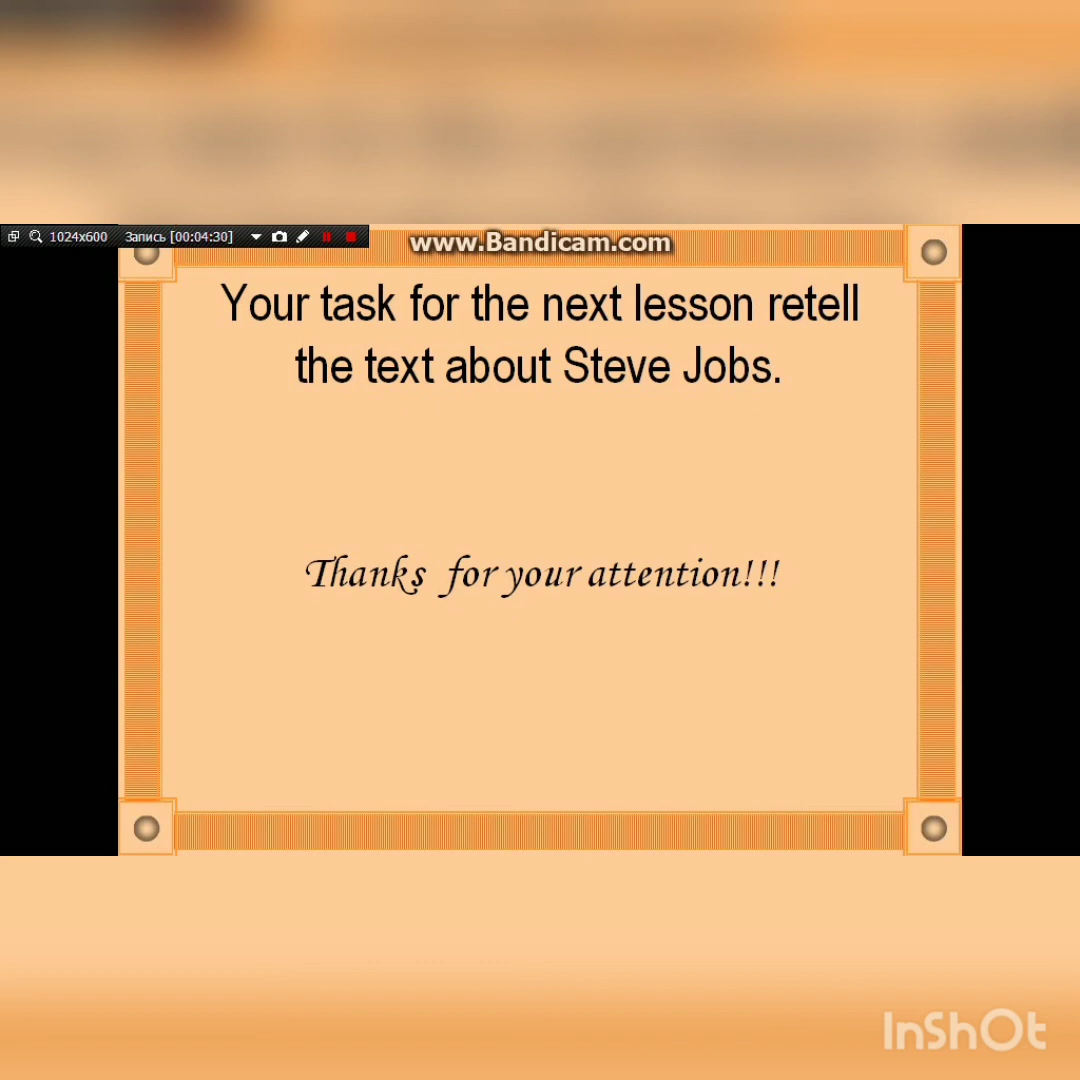 1024x600 Запись [00:04:30]
www.Bandicam.com
Your task for the next lesson retell
the text about Steve Jobs.
Thanks for your attention!!!
InShOt